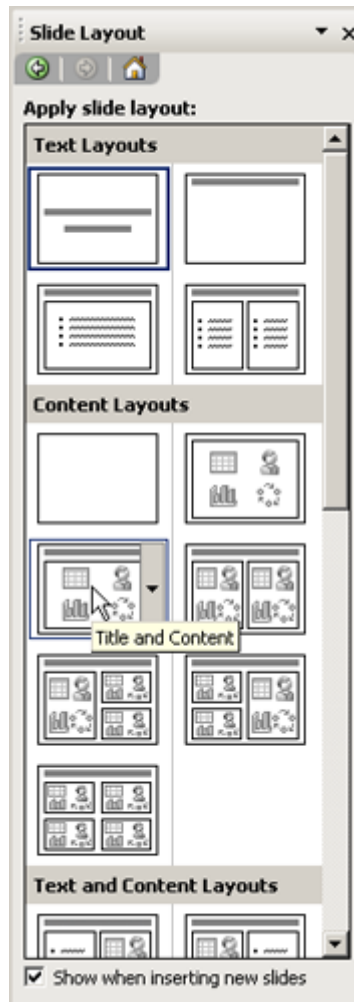 Slide Layout
Apply slide layout:
Text Layouts
Content Layouts
Title and Content
Text and Content Layouts
Show when inserting new slides